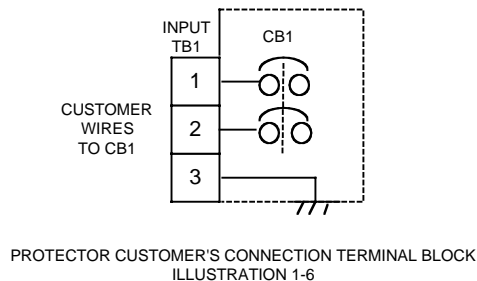 INPUT
TB1
CB1
1
CUSTOMER
WIRES
TO CB1
2
3
PROTECTOR CUSTOMER'S CONNECTION TERMINAL BLOCK
ILLUSTRATION 1-6